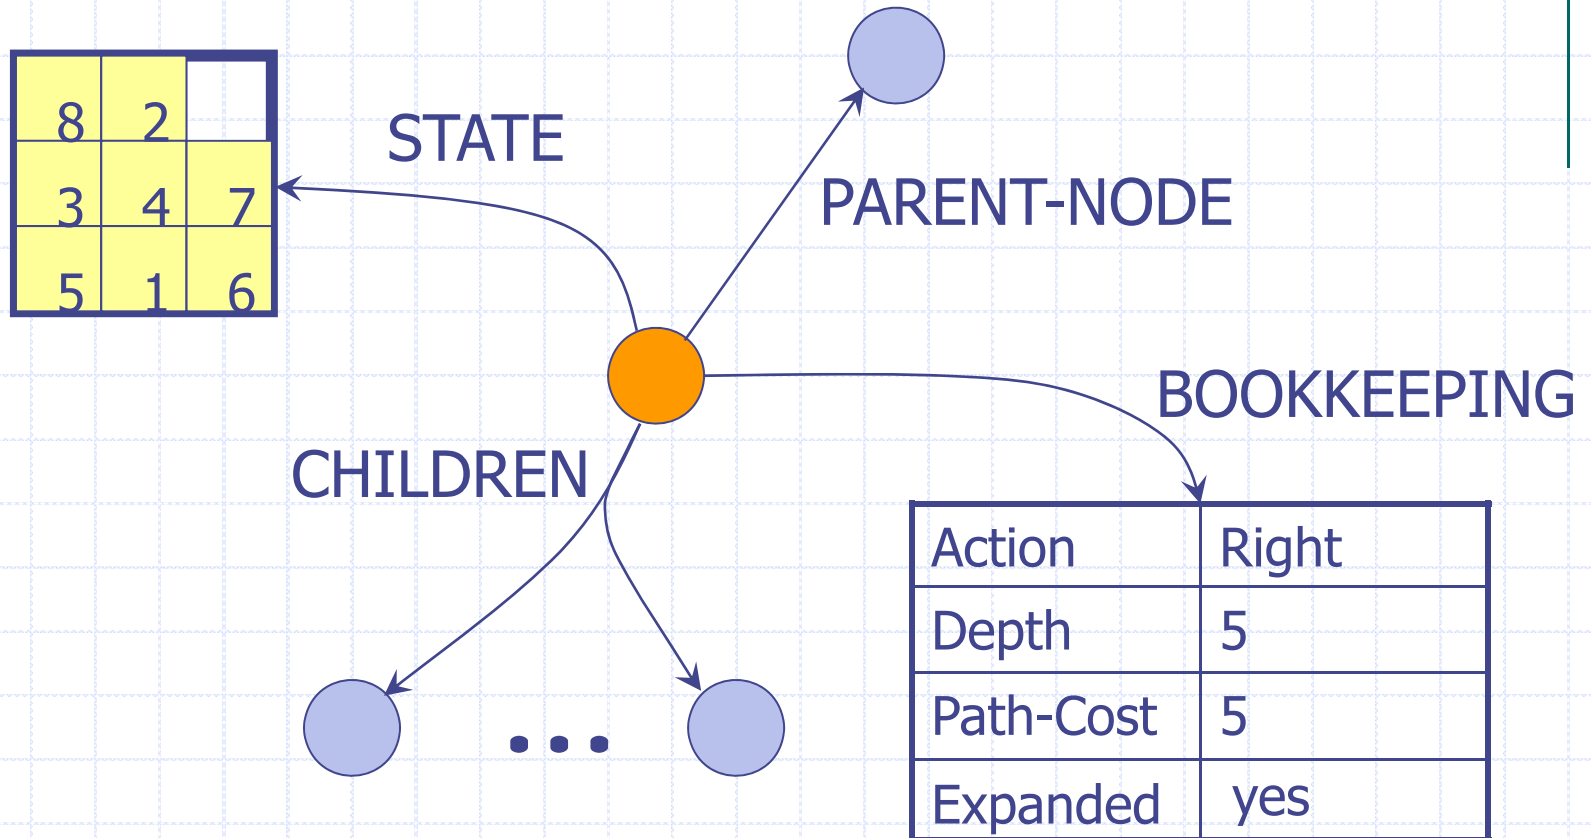 8 2
STATE
3 4 7
PARENT-NODE
5 1 6
BOOKKEEPING
CHILDREN
Action Right
Depth 5
Path-Cost 5
...
Expanded yes